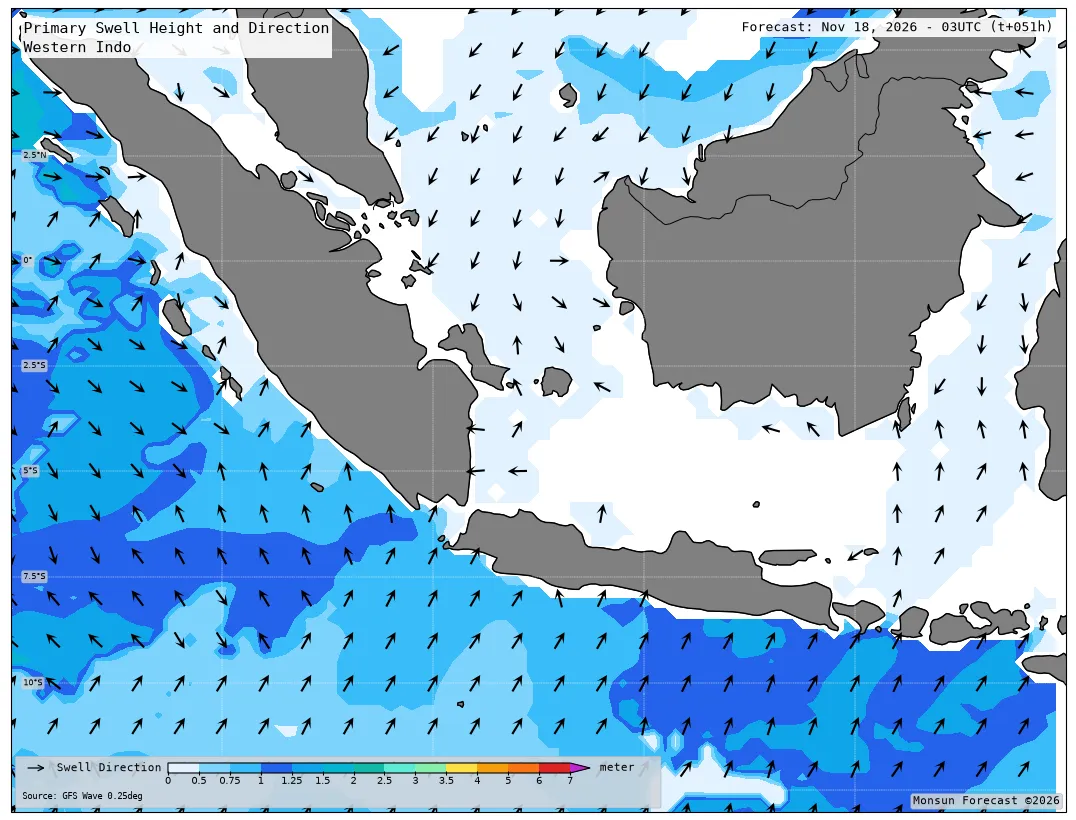 Primary Swell Height and Direction
Western Indo
Forecast: Nov 18, 2026 - 03UTC (t+051h)
2.5°N
0°
2.5°S
5°S
7.5°S
10°S
Swell Direction
0 0.5 0.75 1 1.25 1.5 2 2.5 3 3.5 4 5 6 7
meter
Source: GFS Wave 0.25deg
Monsun Forecast ©2026